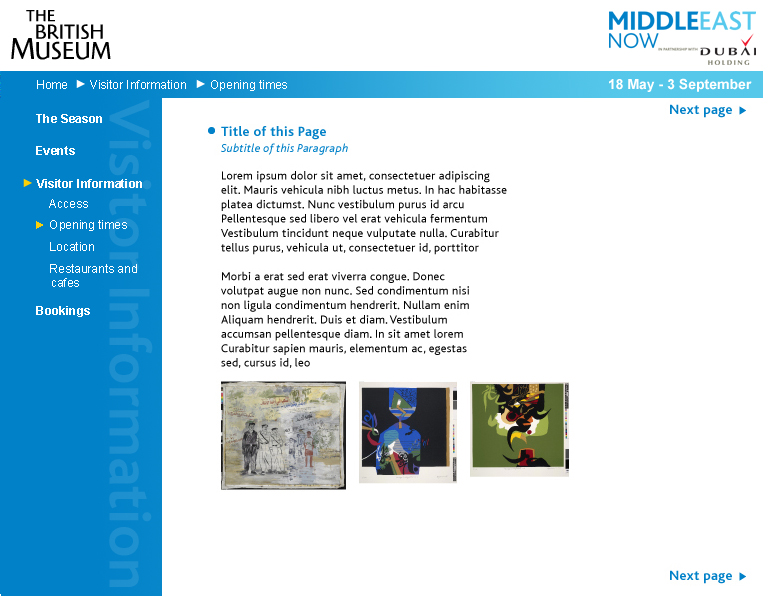 THE
BRITISH
MUSEUM
MIDDLEEAST
NOW
IN PARTNERSHIP WITH
DUBAI
HOLDING
Home ▶ Visitor Information ▶ Opening times
18 May - 3 September
Next page ▶
The Season
Events
Visitor Information
Access
Opening times
Location
Restaurants and
cafes
Bookings
Visitor Information
Title of this Page
Subtitle of this Paragraph
Lorem ipsum dolor sit amet, consectetuer adipiscing
elit. Mauris vehicula nibh luctus metus. In hac habitasse
platea dictumst. Nunc vestibulum purus id arcu
Pellentesque sed libero vel erat vehicula fermentum
Vestibulum tincidunt neque vulputate nulla. Curabitur
tellus purus, vehicula ut, consectetuer id, porttitor
Morbi a erat sed erat viverra congue. Donec
volutpat augue non nunc. Sed condimentum nisi
non ligula condimentum hendrerit. Nullam enim
Aliquam hendrerit. Duis et diam. Vestibulum
accumsan pellentesque diam. In sit amet lorem
Curabitur sapien mauris, elementum ac, egestas
sed, cursus id, leo
Next page ▶